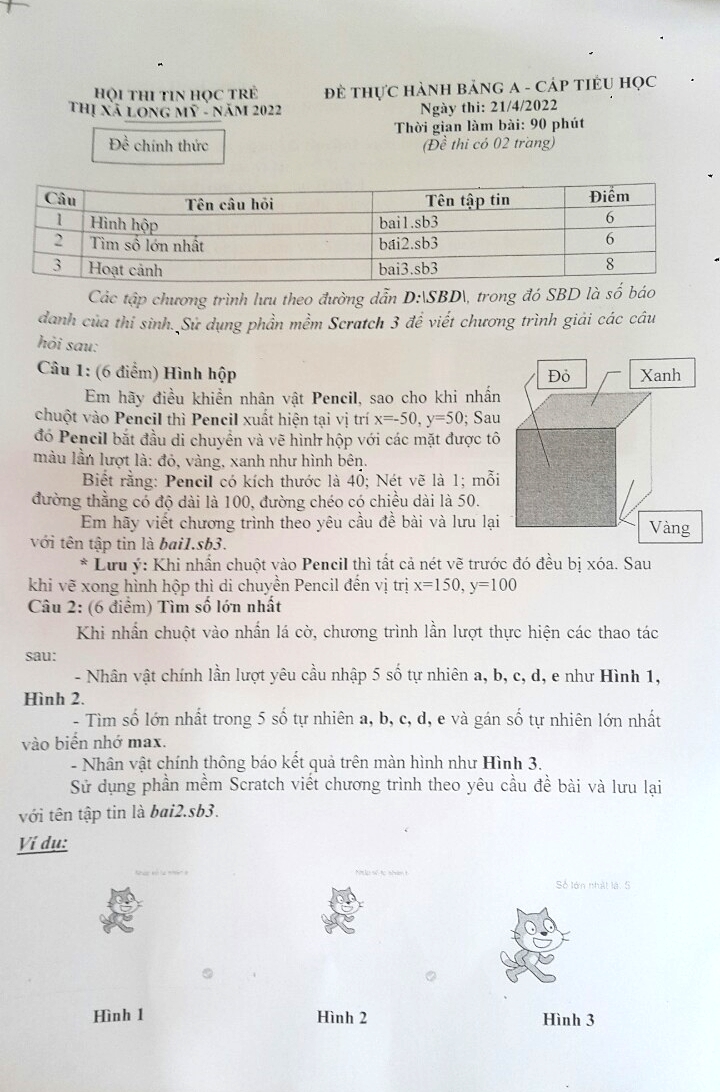 HỘI THI TIN HỌC TRẺ
THỊ XÃ LONG MỸ - NĂM 2022
Đề chính thức
ĐỀ THỰC HÀNH BẢNG A - CẤP TIỂU HỌC
Ngày thi: 21/4/2022
Thời gian làm bài: 90 phút
(Đề thi có 02 trang)
Câu Tên câu hỏi Tên tập tin Điểm
1 Hình hộp bai1.sb3 6
2 Tìm số lớn nhất bai2.sb3 6
3 Hoạt cảnh bai3.sb3 8
Các tập chương trình lưu theo đường dẫn D:\SBD\, trong đó SBD là số báo
danh của thí sinh. Sử dụng phần mềm Scratch 3 để viết chương trình giải các câu
hỏi sau:
Câu 1: (6 điểm) Hình hộp
Em hãy điều khiển nhân vật Pencil, sao cho khi nhấn
chuột vào Pencil thì Pencil xuất hiện tại vị trí x=-50, y=50; Sau
đó Pencil bắt đầu di chuyển và vẽ hình hộp với các mặt được tô
màu lần lượt là: đỏ, vàng, xanh như hình bên.
Biết rằng: Pencil có kích thước là 40; Nét vẽ là 1; mỗi
đường thẳng có độ dài là 100, đường chéo có chiều dài là 50.
Em hãy viết chương trình theo yêu cầu đề bài và lưu lại
với tên tập tin là bai1.sb3.
Đỏ
Xanh
Vàng
* Lưu ý: Khi nhấn chuột vào Pencil thì tất cả nét vẽ trước đó đều bị xóa. Sau
khi vẽ xong hình hộp thì di chuyển Pencil đến vị trị x=150, y=100
Câu 2: (6 điểm) Tìm số lớn nhất
Khi nhấn chuột vào nhấn lá cờ, chương trình lần lượt thực hiện các thao tác
sau:
- Nhân vật chính lần lượt yêu cầu nhập 5 số tự nhiên a, b, c, d, e như Hình 1,
Hình 2.
- Tìm số lớn nhất trong 5 số tự nhiên a, b, c, d, e và gán số tự nhiên lớn nhất
vào biến nhớ max.
- Nhân vật chính thông báo kết quả trên màn hình như Hình 3.
Sử dụng phần mềm Scratch viết chương trình theo yêu cầu đề bài và lưu lại
với tên tập tin là bai2.sb3.
Ví dụ:
Nhập số tự nhiên a
Nhập số tự nhiên
Số lớn nhất là 5
Hình 1
Hình 2
Hình 3